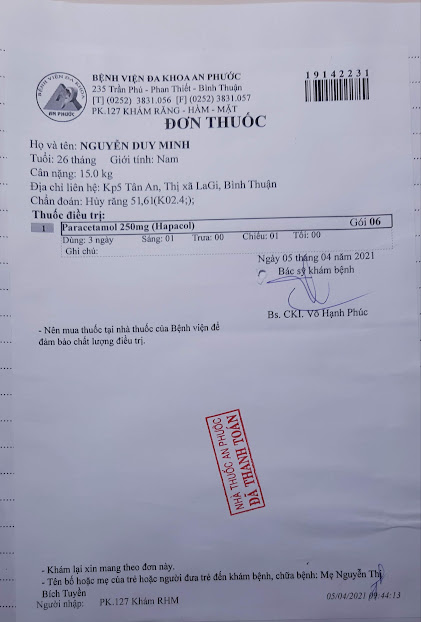 BỆNH VIỆN ĐA KHOA
AN PHƯỚC
BỆNH VIỆN ĐA KHOA AN PHƯỚC
235 Trần Phú - Phan Thiết - Bình Thuận
[T] (0252) 3831.056 [F] (0252) 3831.057
PK.127 KHÁM RĂNG - HÀM - MẶT
19142231
ĐƠN THUỐC
Họ và tên: NGUYỄN DUY MINH
Tuổi: 26 tháng Giới tính: Nam
Cân nặng: 15.0 kg
Địa chỉ liên hệ: Kp5 Tân An, Thị xã LaGi, Bình Thuận
Chẩn đoán: Hủy răng 51,61(K02.4;);
Thuốc điều trị:
1 Paracetamol 250mg (Hapacol) Gói 06
Dùng: 3 ngày Sáng: 01 Trưa: 00 Chiều: 01 Tối: 00
Ghi chú:
Ngày 05 tháng 04 năm 2021
Bác sỹ khám bệnh
Bs. CKI. Võ Hạnh Phúc
- Nên mua thuốc tại nhà thuốc của Bệnh viện để
đảm bảo chất lượng điều trị.
NHÀ THUỐC AN PHƯỚC
ĐÃ THANH TOÁN
- Khám lại xin mang theo đơn này.
- Tên bố hoặc mẹ của trẻ hoặc người đưa trẻ đến khám bệnh, chữa bệnh: Mẹ Nguyễn Thị
Bích Tuyền
Người nhập: PK.127 Khám RHM
05/04/2021 09:44:13